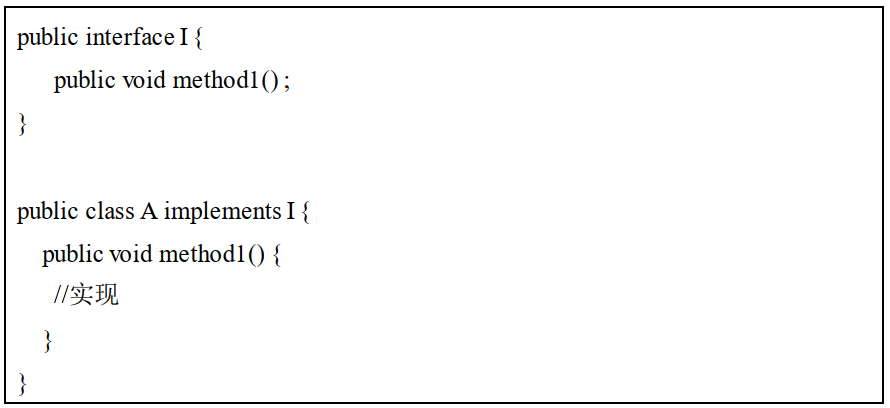 public interface I {
public void method1() ;
}
public class A implements I {
public void method1() {
//实现
}
}